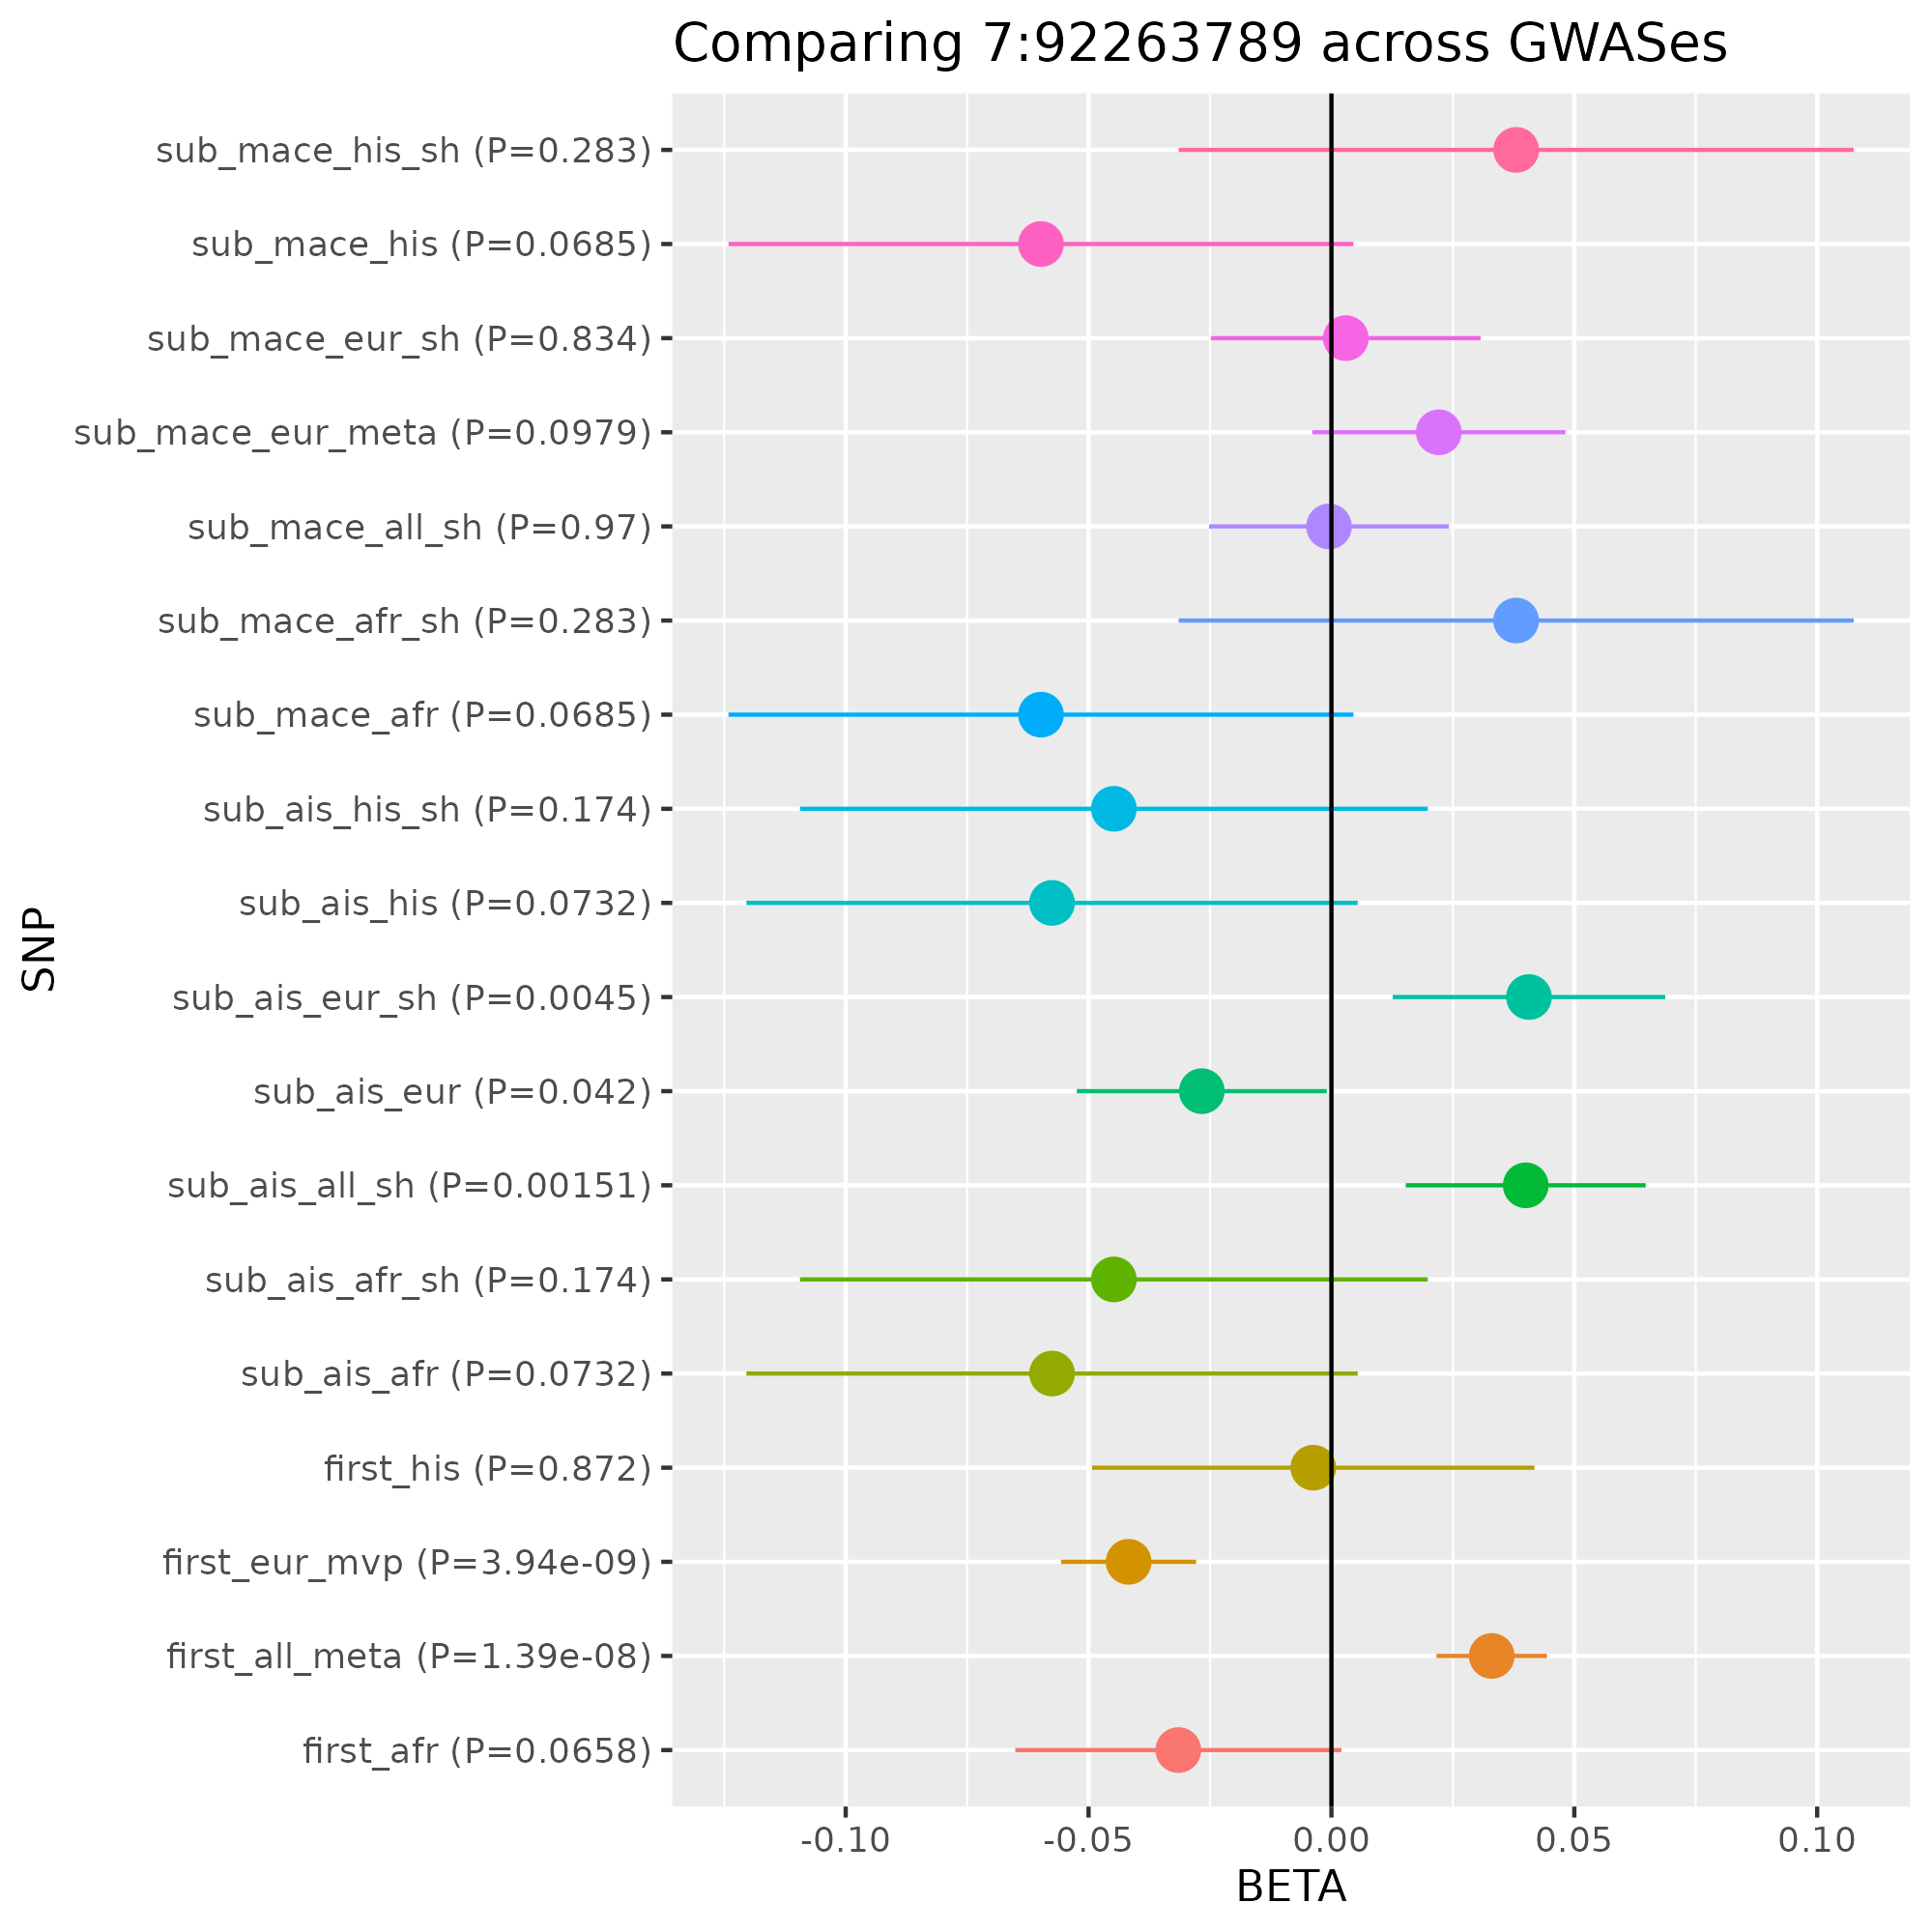 Comparing 7:92263789 across GWASes
sub_mace_his_sh (P=0.283)
sub_mace_his (P=0.0685)
sub_mace_eur_sh (P=0.834)
sub_mace_eur_meta (P=0.0979)
sub_mace_all_sh (P=0.97)
sub_mace_afr_sh (P=0.283)
sub_mace_afr (P=0.0685)
sub_ais_his_sh (P=0.174)
sub_ais_his (P=0.0732)
sub_ais_eur_sh (P=0.0045)
sub_ais_eur (P=0.042)
sub_ais_all_sh (P=0.00151)
sub_ais_afr_sh (P=0.174)
sub_ais_afr (P=0.0732)
first_his (P=0.872)
first_eur_mvp (P=3.94e-09)
first_all_meta (P=1.39e-08)
first_afr (P=0.0658)
SNP
-0.10 -0.05 0.00 0.05 0.10
BETA